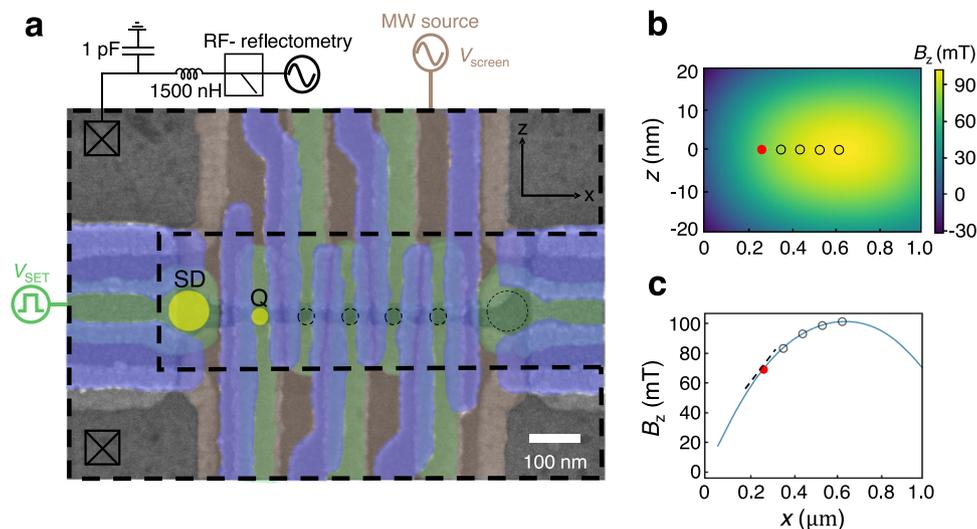 a
MW source
V_screen
1 pF
RF- reflectometry
1500 nH
z
x
V_SET
SD
Q
100 nm
b
B_z (mT)
20
10
0
-10
-20
z (nm)
0
0.2
0.4
0.6
0.8
1.0
90
60
30
0
-30
c
100
80
60
40
20
0
B_z (mT)
0
0.2
0.4
0.6
0.8
1.0
x (μm)